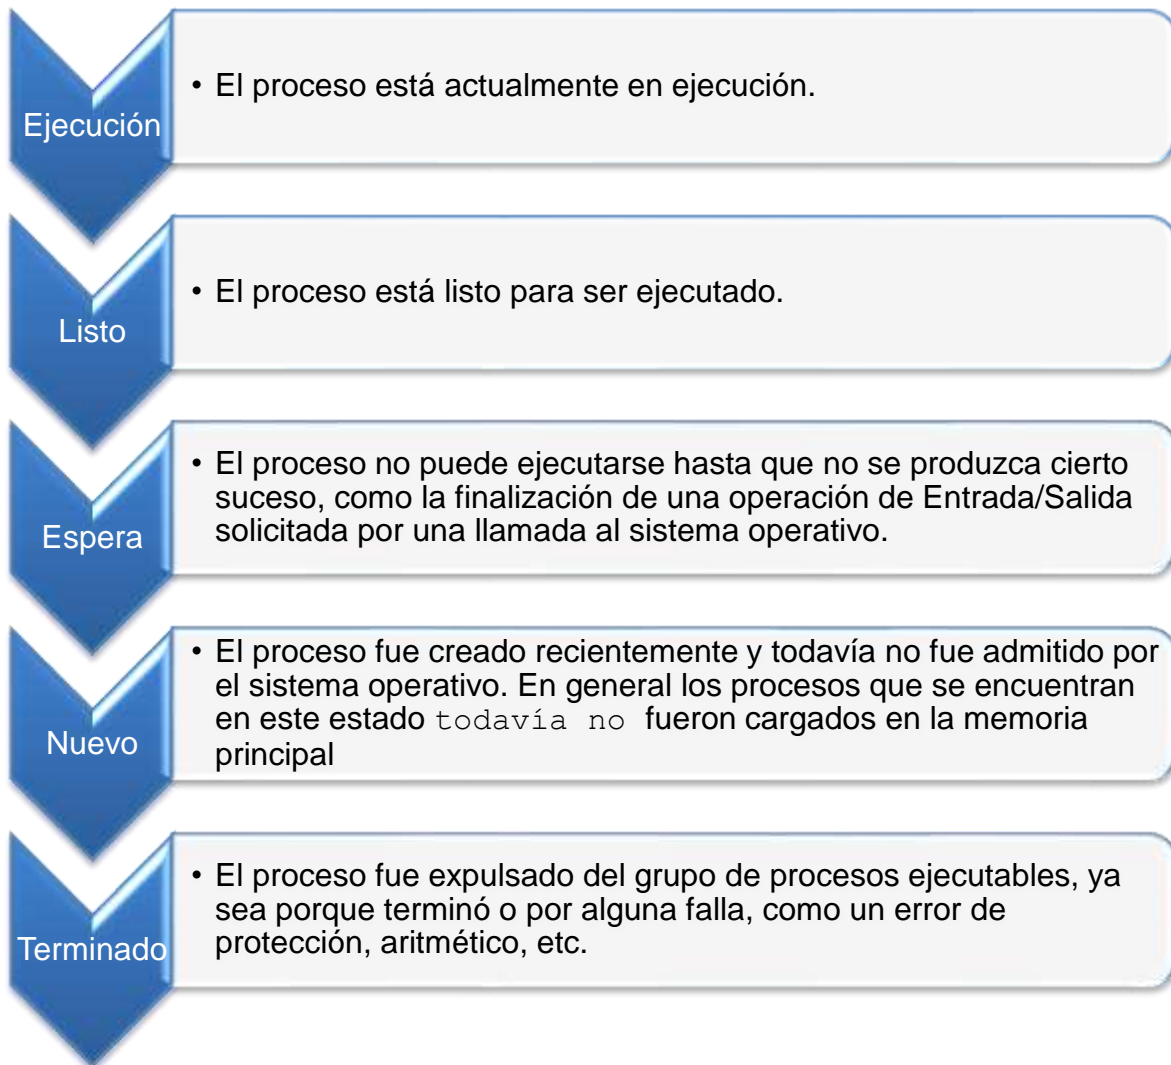 Ejecución
• El proceso está actualmente en ejecución.
Listo
• El proceso está listo para ser ejecutado.
Espera
• El proceso no puede ejecutarse hasta que no se produzca cierto
suceso, como la finalización de una operación de Entrada/Salida
solicitada por una llamada al sistema operativo.
Nuevo
• El proceso fue creado recientemente y todavía no fue admitido por
el sistema operativo. En general los procesos que se encuentran
en este estado todavía no fueron cargados en la memoria
principal
Terminado
• El proceso fue expulsado del grupo de procesos ejecutables, ya
sea porque terminó o por alguna falla, como un error de
protección, aritmético, etc.